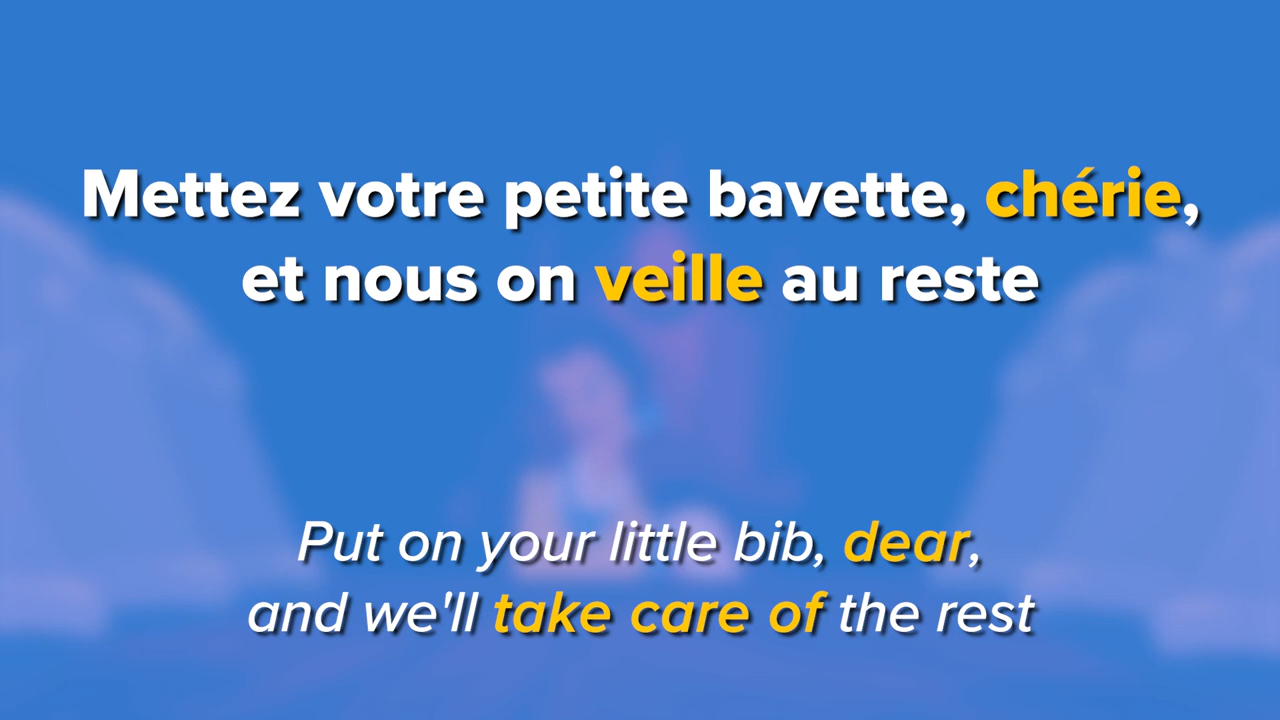 Mettez votre petite bavette, chérie,
et nous on veille au reste
Put on your little bib, dear,
and we'll take care of the rest